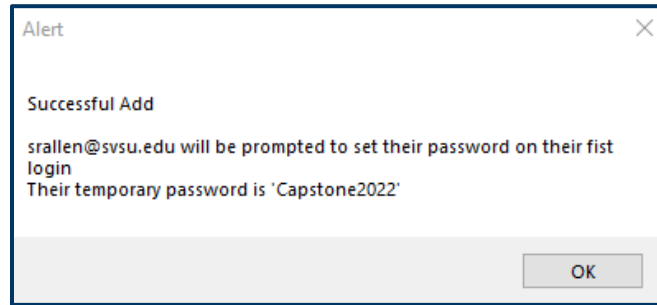 Alert
Successful Add
srallen@svsu.edu will be prompted to set their password on their fist
login
Their temporary password is 'Capstone2022'
OK